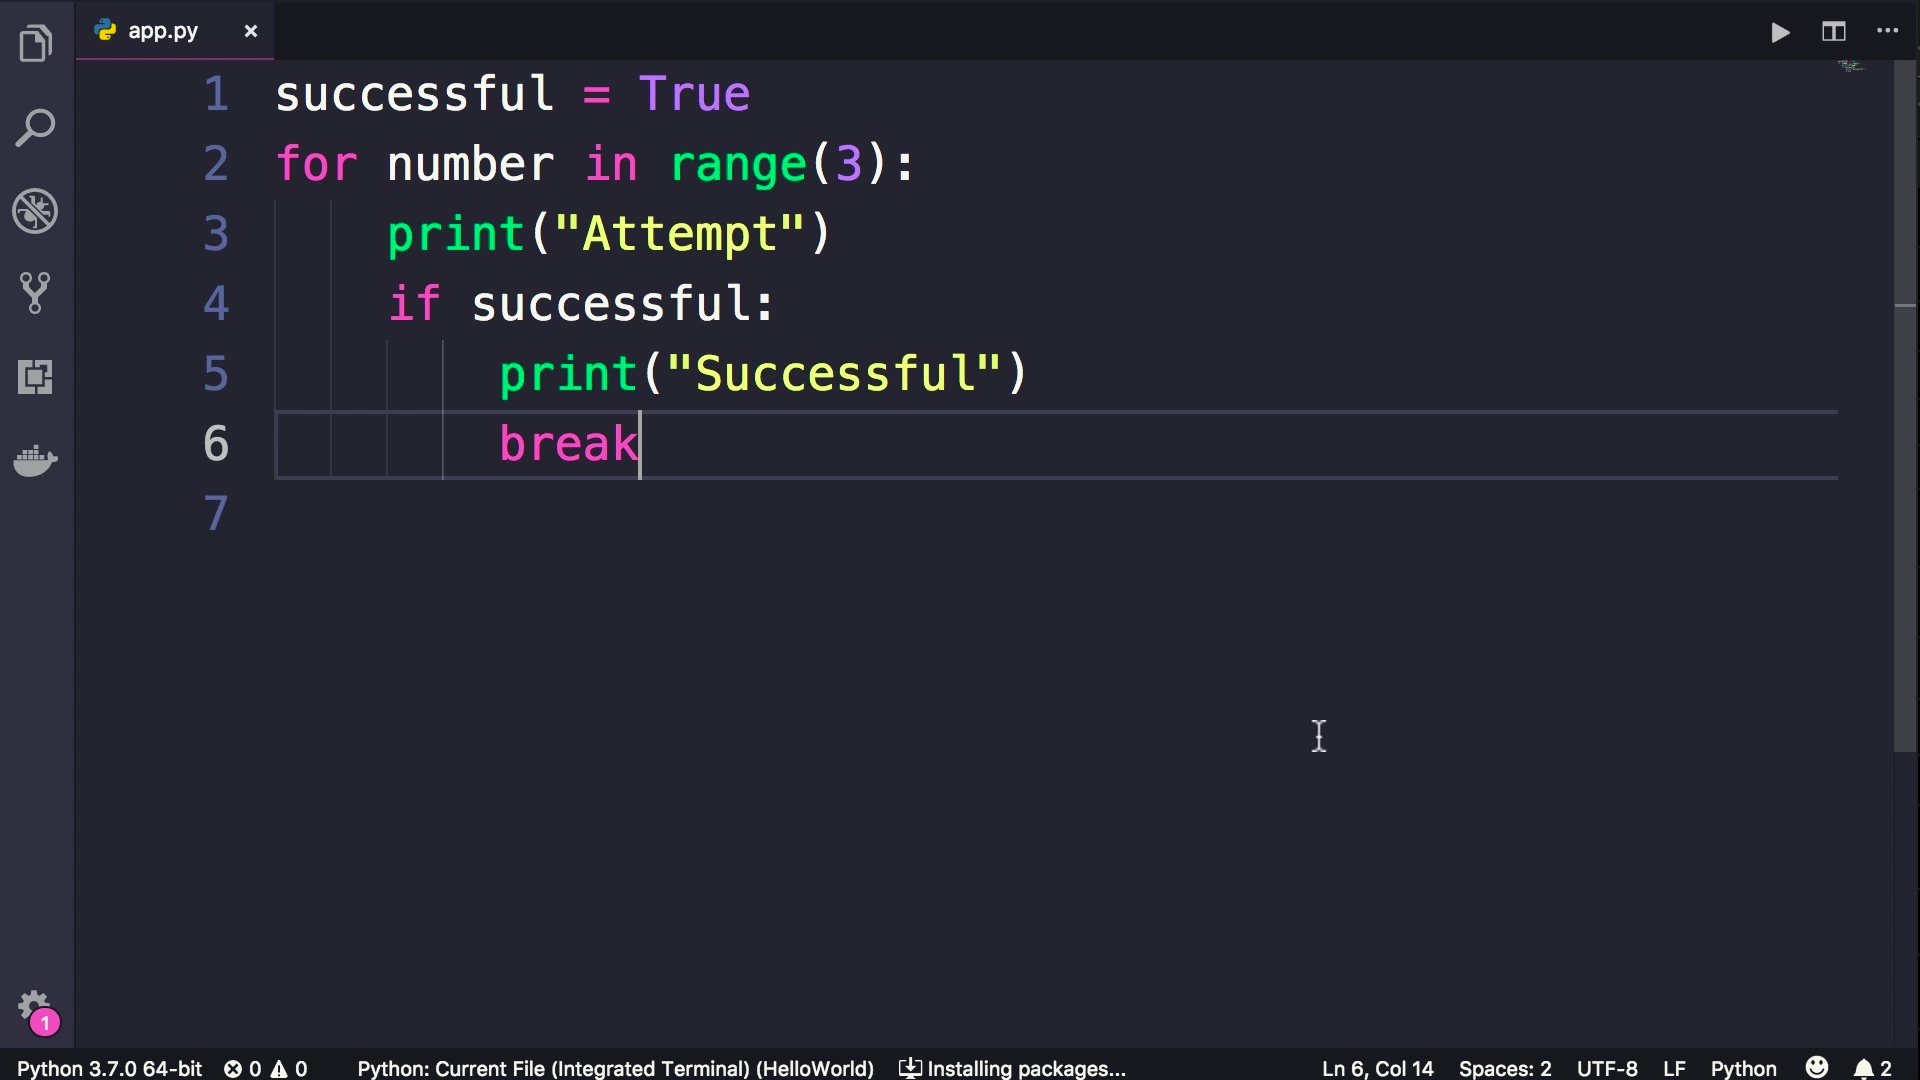 app.py ×
1 successful = True
2 for number in range(3):
3     print("Attempt")
4     if successful:
5         print("Successful")
6         break
7
1
Python 3.7.0 64-bit 0 0 Python: Current File (Integrated Terminal) (HelloWorld) Installing packages... Ln 6, Col 14 Spaces: 2 UTF-8 LF Python 2